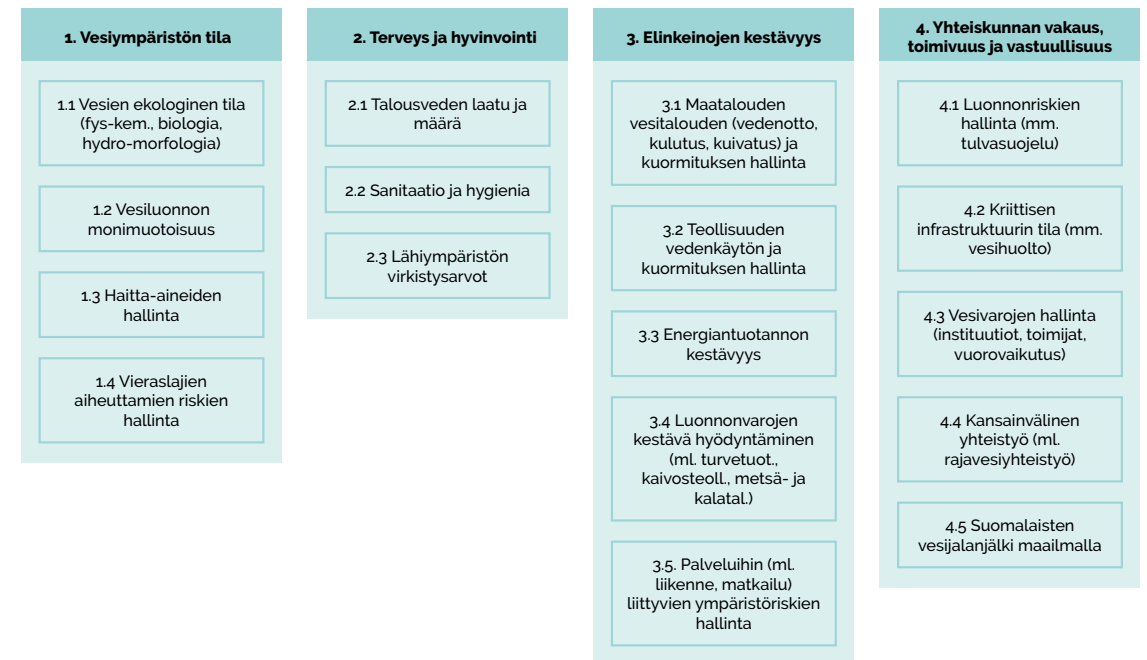 1. Vesiympäristön tila
1.1 Vesien ekologinen tila
(fys-kem., biologia,
hydro-morfologia)
1.2 Vesiluonnon
monimuotoisuus
1.3 Haitta-aineiden
hallinta
1.4 Vieraslajien
aiheuttamien riskien
hallinta
2. Terveys ja hyvinvointi
2.1 Talousveden laatu ja
määrä
2.2 Sanitaatio ja hygienia
2.3 Lähiympäristön
virkistysarvot
3. Elinkeinojen kestävyys
3.1 Maatalouden
vesitalouden (vedenotto,
kulutus, kuivatus) ja
kuormituksen hallinta
3.2 Teollisuuden
vedenkäytön ja
kuormituksen hallinta
3.3 Energiantuotannon
kestävyys
3.4 Luonnonvarojen
kestävä hyödyntäminen
(ml. turvetuot.,
kaivosteoll., metsä- ja
kalatal.)
3.5. Palveluihin (ml.
liikenne, matkailu)
liittyvien ympäristöriskien
hallinta
4. Yhteiskunnan vakaus,
toimivuus ja vastuullisuus
4.1 Luonnonriskien
hallinta (mm.
tulvasuojelu)
4.2 Kriittisen
infrastruktuurin tila (mm.
vesihuolto)
4.3 Vesivarojen hallinta
(instituutiot, toimijat,
vuorovaikutus)
4.4 Kansainvälinen
yhteistyö (ml.
rajavesiyhteistyö)
4.5 Suomalaisten
vesijalanjälki maailmalla